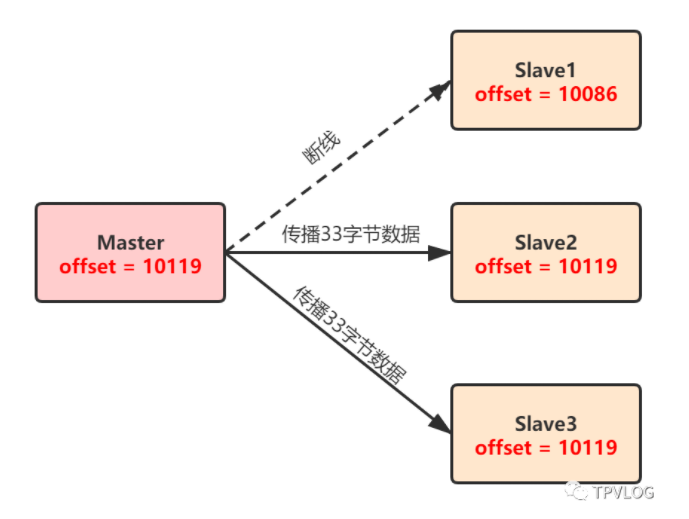 Slave1
offset = 10086
断线
Master
offset = 10119
传播33字节数据
Slave2
offset = 10119
传播33字节数据
Slave3
offset = 10119
TPVLOG